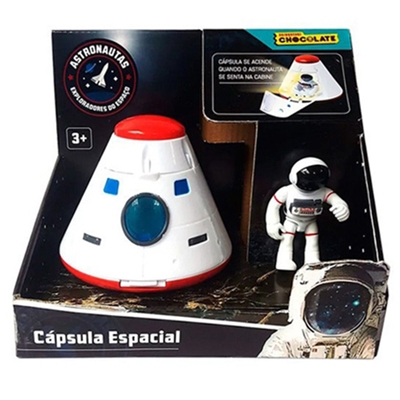 ASTRONAUTAS
EXPLORADORES DO ESPAÇO
3+
CHOCOLATE
CÁPSULA SE ACENDE
QUANDO O ASTRONAUTA
SE SENTA NA CABINE
Cápsula Espacial